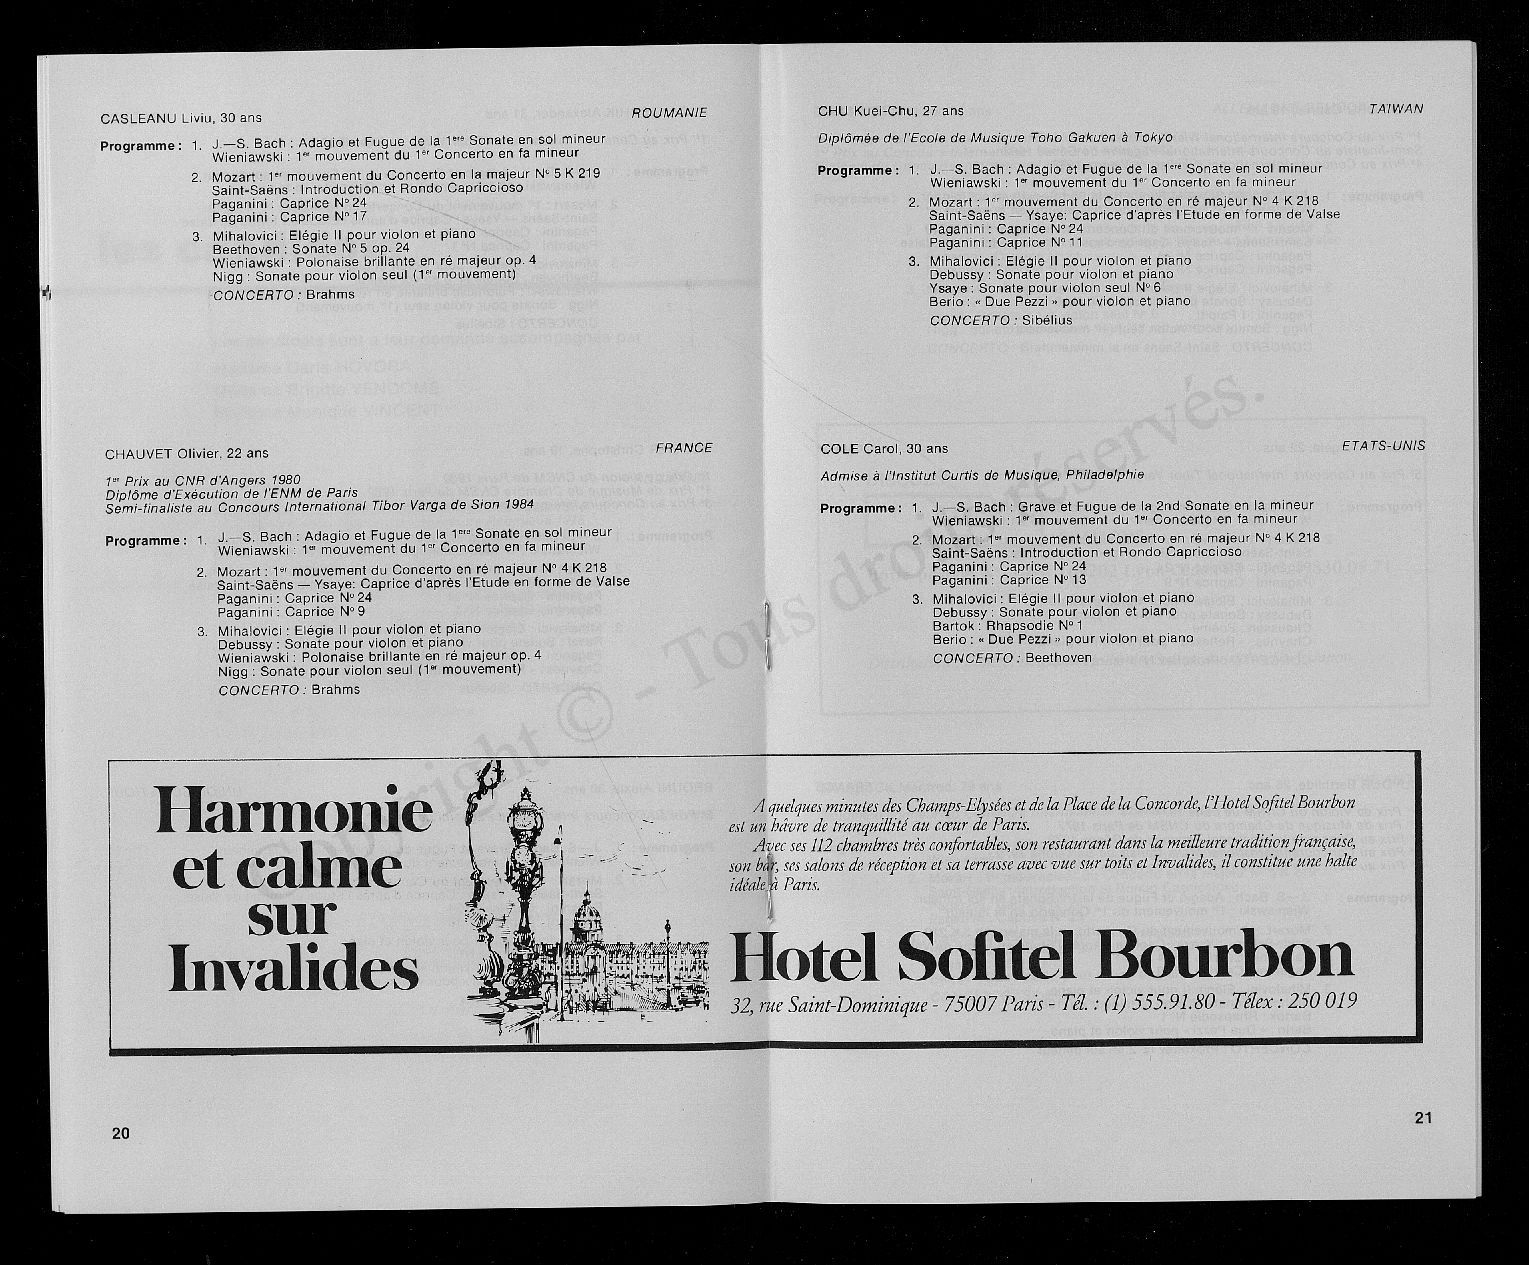 CASLEANU Liviu, 30 ans ROUMANIE
Programme : 1. J.—S. Bach : Adagio et Fugue de la 1ère Sonate en sol mineur
Wieniawski : 1er mouvement du 1er Concerto en fa mineur
2. Mozart : 1er mouvement du Concerto en la majeur N° 5 K 219
Saint-Saëns : Introduction et Rondo Capriccioso
Paganini : Caprice N° 24
Paganini : Caprice N° 17
3. Mihalovici : Elégie II pour violon et piano
Beethoven : Sonate N° 5 op. 24
Wieniawski : Polonaise brillante en ré majeur op. 4
Nigg : Sonate pour violon seul (1er mouvement)
CONCERTO : Brahms
CHAUVET Olivier, 22 ans FRANCE
1er Prix au CNR d'Angers 1980
Diplôme d'Exécution de l'ENM de Paris
Semi-finaliste au Concours International Tibor Varga de Sion 1984
Programme : 1. J.—S. Bach : Adagio et Fugue de la 1ère Sonate en sol mineur
Wieniawski : 1er mouvement du 1er Concerto en fa mineur
2. Mozart : 1er mouvement du Concerto en ré majeur N° 4 K 218
Saint-Saëns — Ysaye: Caprice d'après l'Etude en forme de Valse
Paganini : Caprice N° 24
Paganini : Caprice N° 9
3. Mihalovici : Elégie II pour violon et piano
Debussy : Sonate pour violon et piano
Wieniawski : Polonaise brillante en ré majeur op. 4
Nigg : Sonate pour violon seul (1er mouvement)
CONCERTO : Brahms
CHU Kuei-Chu, 27 ans TAIWAN
Diplômée de l'Ecole de Musique Toho Gakuen à Tokyo
Programme : 1. J.—S. Bach : Adagio et Fugue de la 1ère Sonate en sol mineur
Wieniawski : 1er mouvement du 1er Concerto en fa mineur
2. Mozart : 1er mouvement du Concerto en ré majeur N° 4 K 218
Saint-Saëns — Ysaye: Caprice d'après l'Etude en forme de Valse
Paganini : Caprice N° 24
Paganini : Caprice N° 11
3. Mihalovici : Elégie II pour violon et piano
Debussy : Sonate pour violon et piano
Ysaye : Sonate pour violon seul N° 6
Berio : « Due Pezzi » pour violon et piano
CONCERTO : Sibélius
COLE Carol, 30 ans ETATS-UNIS
Admise à l'Institut Curtis de Musique, Philadelphie
Programme : 1. J.—S. Bach : Grave et Fugue de la 2nd Sonate en la mineur
Wieniawski : 1er mouvement du 1er Concerto en fa mineur
2. Mozart : 1er mouvement du Concerto en ré majeur N° 4 K 218
Saint-Saëns : Introduction et Rondo Capriccioso
Paganini : Caprice N° 24
Paganini : Caprice N° 13
3. Mihalovici : Elégie II pour violon et piano
Debussy : Sonate pour violon et piano
Bartok : Rhapsodie N° 1
Berio : « Due Pezzi » pour violon et piano
CONCERTO : Beethoven
Copyright © - Tous droits réservés.
Harmonie
et calme
sur
Invalides
A quelques minutes des Champs-Elysées et de la Place de la Concorde, l'Hotel Sofitel Bourbon
est un hâvre de tranquillité au cœur de Paris.
Avec ses 112 chambres très confortables, son restaurant dans la meilleure tradition française,
son bar, ses salons de réception et sa terrasse avec vue sur toits et Invalides, il constitue une halte
idéale à Paris.
Hotel Sofitel Bourbon
32, rue Saint-Dominique - 75007 Paris - Tél. : (1) 555.91.80 - Télex : 250 019
20
21